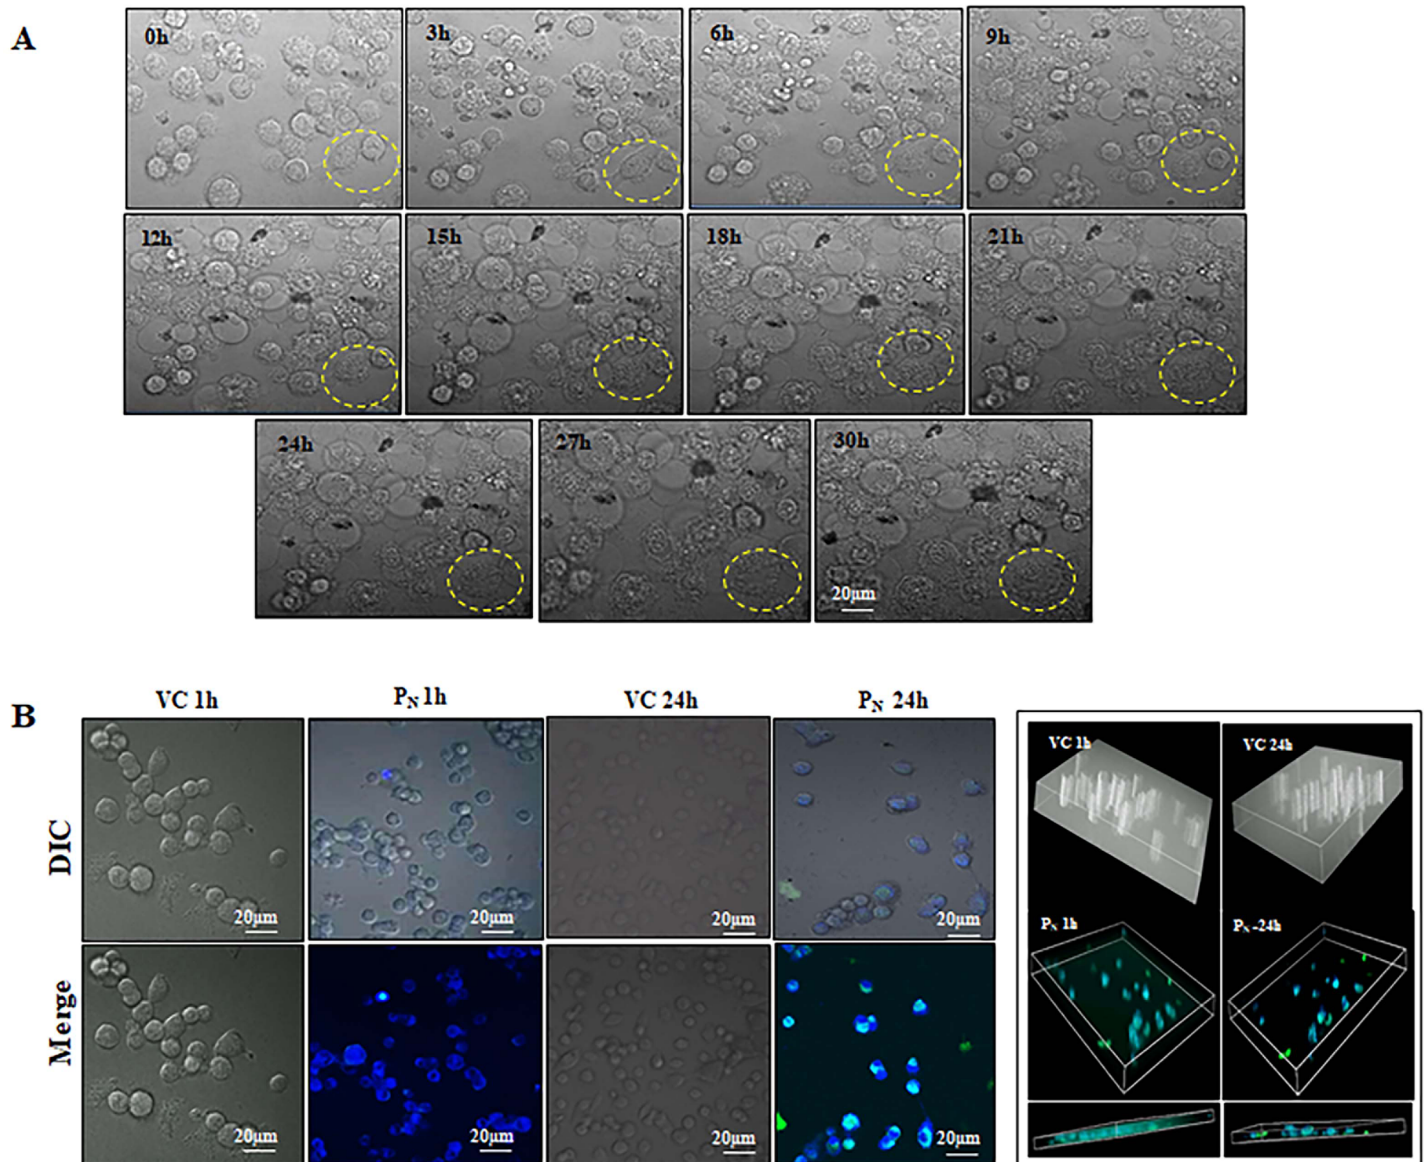 A
0h
3h
6h
9h
12h
15h
18h
21h
24h
27h
30h
20µm
B
VC 1h
PN 1h
VC 24h
PN 24h
DIC
20µm
20µm
20µm
20µm
Merge
20µm
20µm
20µm
20µm
VC 1h
VC 24h
PN 1h
PN -24h